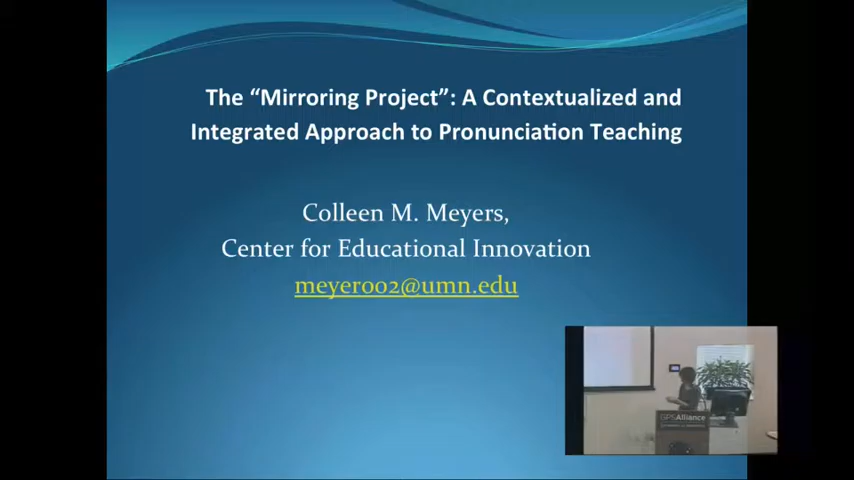 The “Mirroring Project”: A Contextualized and
Integrated Approach to Pronunciation Teaching
Colleen M. Meyers,
Center for Educational Innovation
meyer002@umn.edu
GPSAlliance